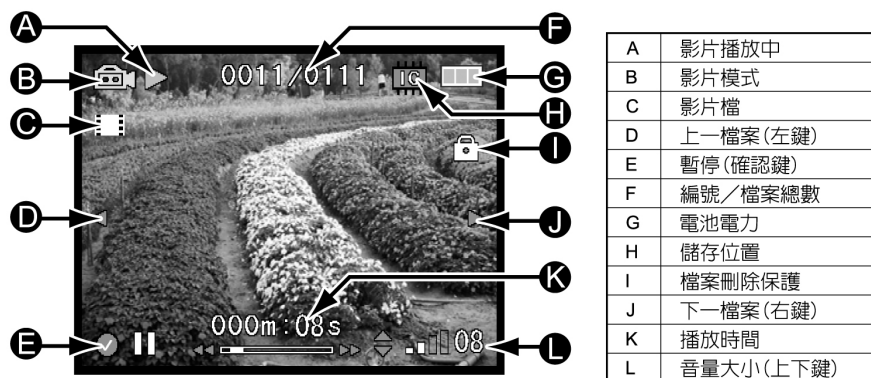 A
F
B
G
C
H
I
D
J
K
E
L
0011/0111
IC
000m:08s
08
A 影片播放中
B 影片模式
C 影片檔
D 上一檔案(左鍵)
E 暫停(確認鍵)
F 編號／檔案總數
G 電池電力
H 儲存位置
I 檔案刪除保護
J 下一檔案(右鍵)
K 播放時間
L 音量大小(上下鍵)